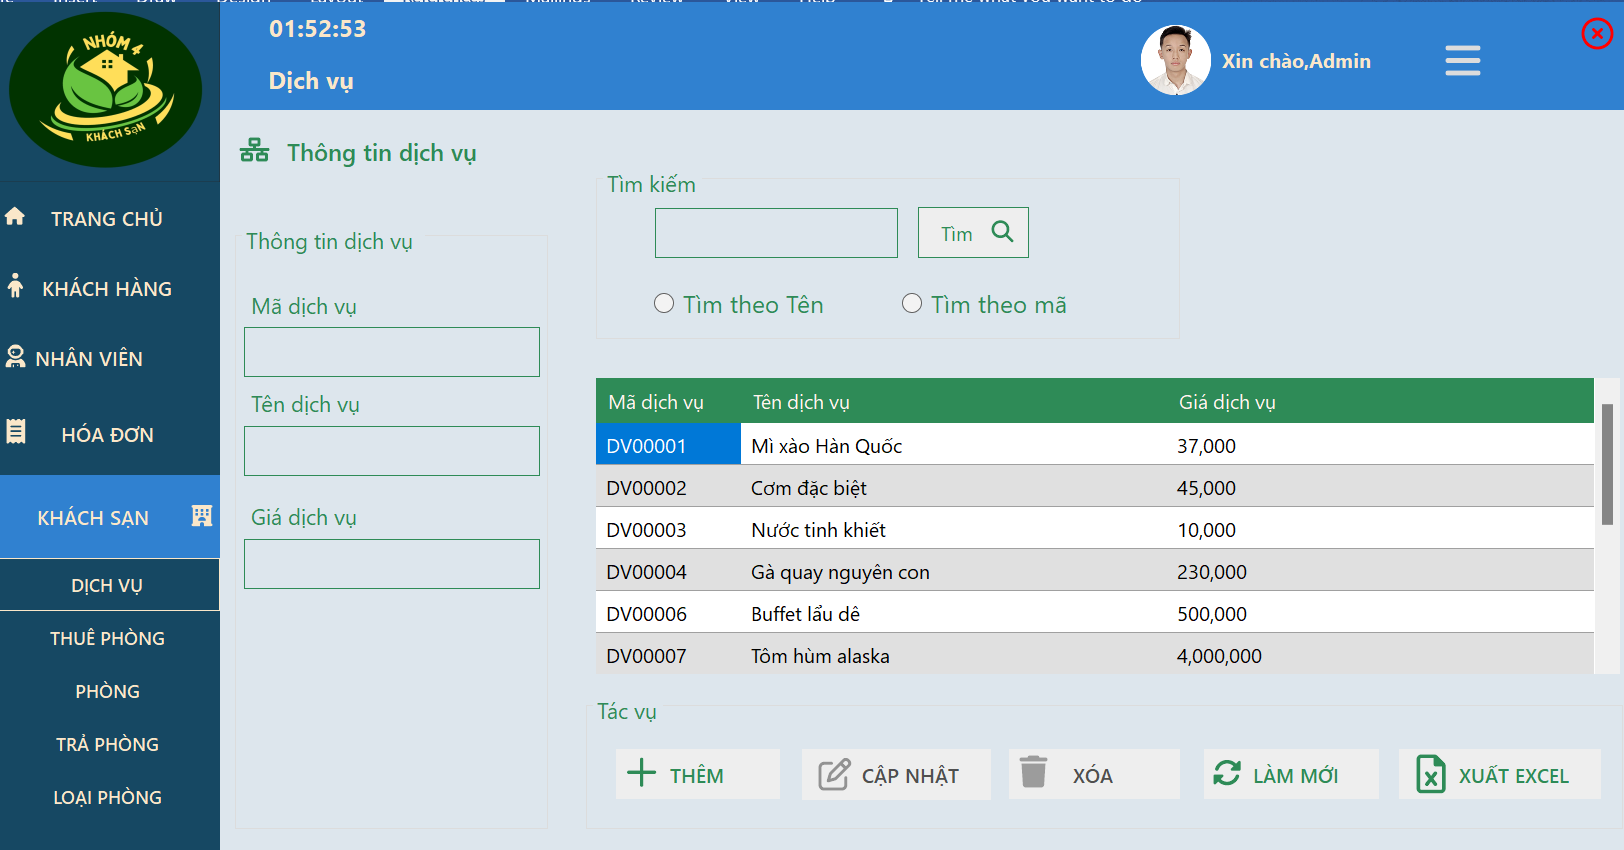 NHÓM 4
KHÁCH SẠN
01:52:53
Dịch vụ
Xin chào,Admin
TRANG CHỦ
KHÁCH HÀNG
NHÂN VIÊN
HÓA ĐƠN
KHÁCH SẠN
DỊCH VỤ
THUÊ PHÒNG
PHÒNG
TRẢ PHÒNG
LOẠI PHÒNG
Thông tin dịch vụ
Thông tin dịch vụ
Mã dịch vụ
Tên dịch vụ
Giá dịch vụ
Tìm kiếm
Tìm
Tìm theo Tên Tìm theo mã
Mã dịch vụ Tên dịch vụ Giá dịch vụ
DV00001 Mì xào Hàn Quốc 37,000
DV00002 Cơm đặc biệt 45,000
DV00003 Nước tinh khiết 10,000
DV00004 Gà quay nguyên con 230,000
DV00006 Buffet lẩu dê 500,000
DV00007 Tôm hùm alaska 4,000,000
Tác vụ
THÊM CẬP NHẬT XÓA LÀM MỚI XUẤT EXCEL